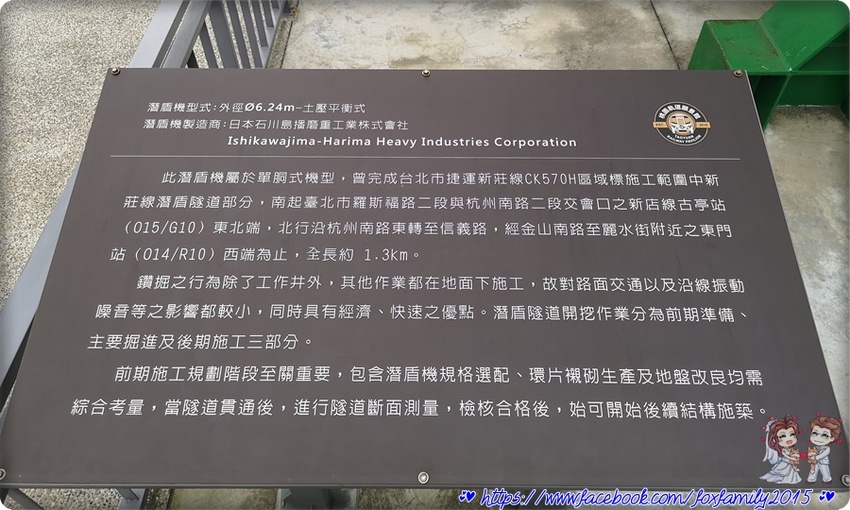 潛盾機型式:外徑Ø6.24m-土壓平衡式
潛盾機製造商:日本石川島播磨重工業株式會社
Ishikawajima-Harima Heavy Industries Corporation
此潛盾機屬於單胴式機型,曾完成台北市捷運新莊線CK570H區域標施工範圍中新
莊線潛盾隧道部分,南起臺北市羅斯福路二段與杭州南路二段交會口之新店線古亭站
(O15/G10)東北端,北行沿杭州南路東轉至信義路,經金山南路至麗水街附近之東門
站(O14/R10)西端為止,全長約 1.3km。
鑽掘之行為除了工作井外,其他作業都在地面下施工,故對路面交通以及沿線振動
噪音等之影響都較小,同時具有經濟、快速之優點。潛盾隧道開挖作業分為前期準備、
主要掘進及後期施工三部分。
前期施工規劃階段至關重要,包含潛盾機規格選配、環片襯砌生產及地盤改良均需
綜合考量,當隧道貫通後,進行隧道斷面測量,檢核合格後,始可開始後續結構施築。
https://www.facebook.com/foxfamily2015